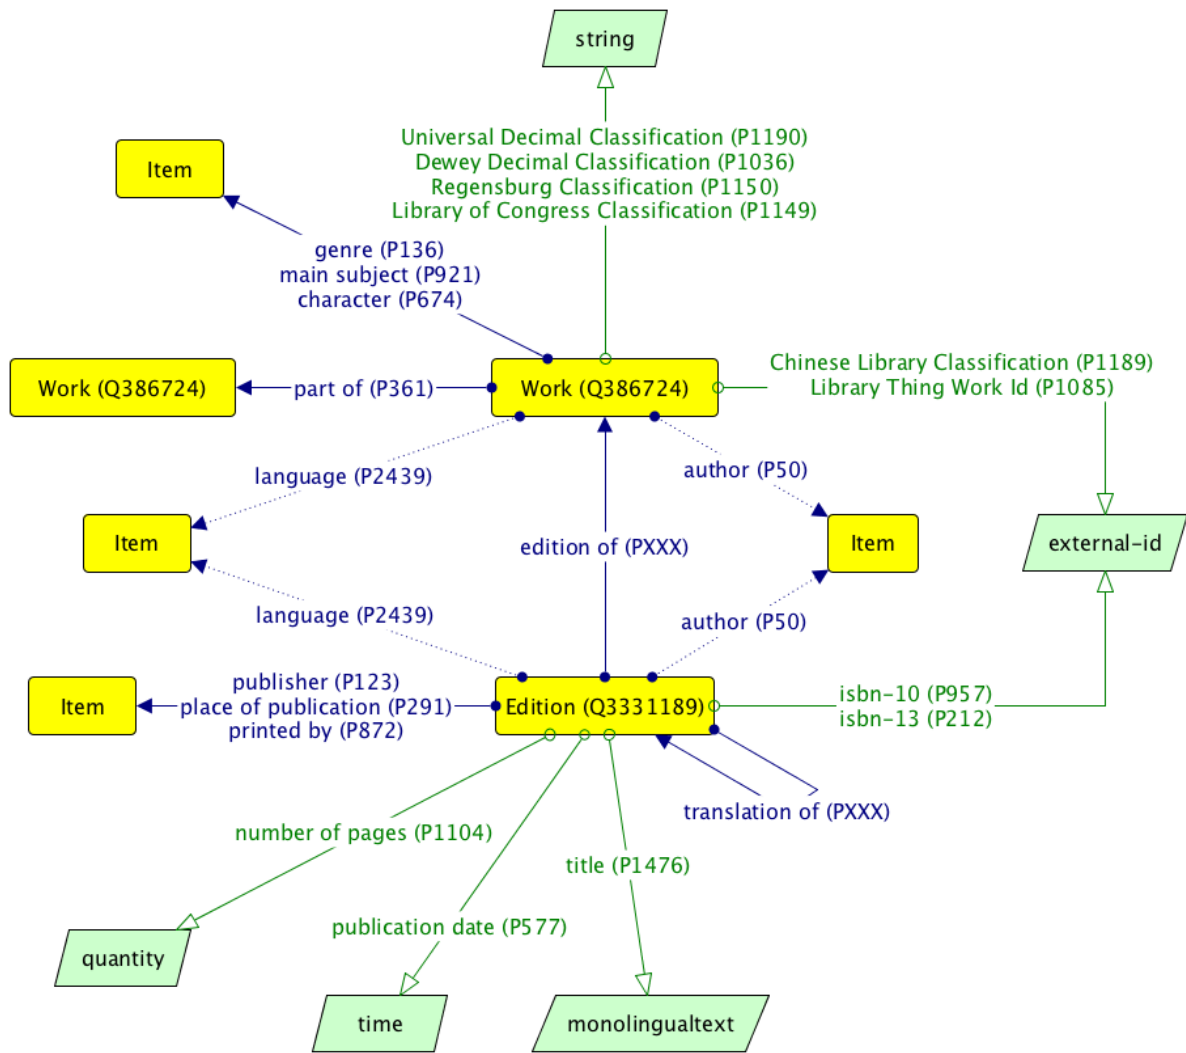 string
Universal Decimal Classification (P1190)
Dewey Decimal Classification (P1036)
Regensburg Classification (P1150)
Library of Congress Classification (P1149)
Item
genre (P136)
main subject (P921)
character (P674)
Work (Q386724)
part of (P361)
Work (Q386724)
Chinese Library Classification (P1189)
Library Thing Work Id (P1085)
language (P2439)
author (P50)
Item
edition of (PXXX)
Item
external-id
language (P2439)
author (P50)
Item
publisher (P123)
place of publication (P291)
printed by (P872)
Edition (Q3331189)
isbn-10 (P957)
isbn-13 (P212)
translation of (PXXX)
number of pages (P1104)
title (P1476)
publication date (P577)
quantity
time
monolingualtext